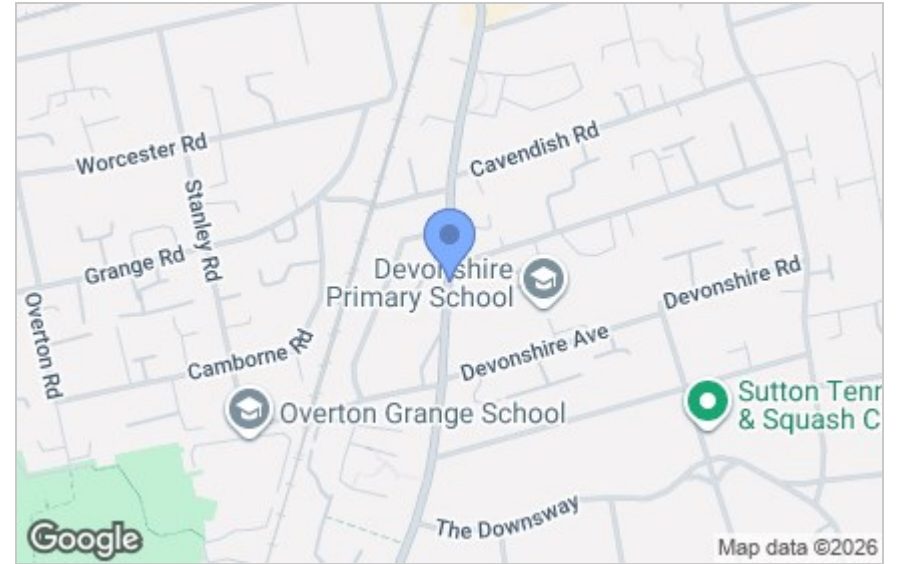 Cavendish Rd
Worcester Rd
Stanley Rd
Grange Rd
Devonshire
Primary School
Devonshire Rd
Overton Rd
Camborne Rd
Devonshire Ave
Sutton Tenn
& Squash C
Overton Grange School
The Downsway
Google
Map data ©2026